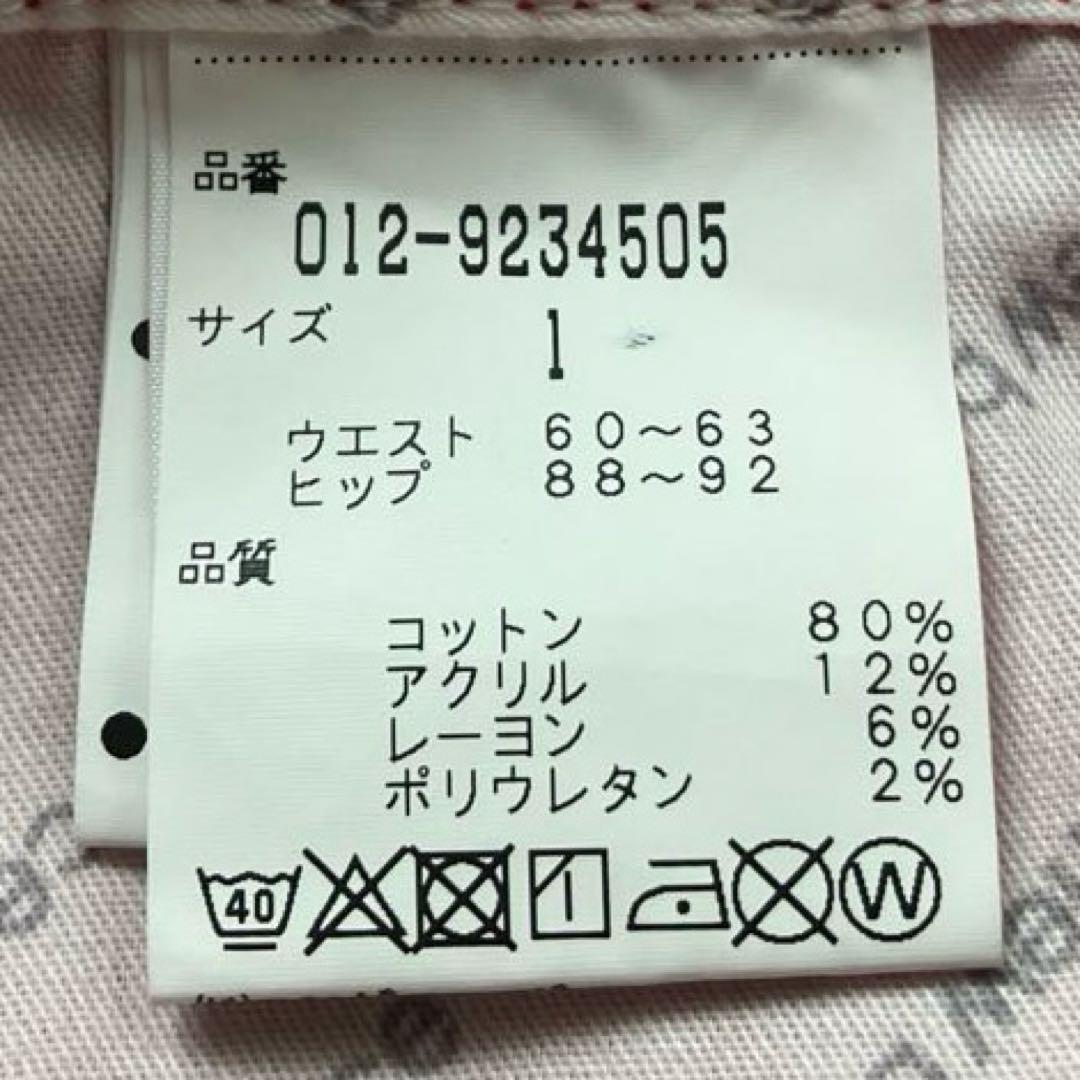 品番
012-9234505
サイズ 1
ウエスト 60～63
ヒップ 88～92
品質
コットン 80%
アクリル 12%
レーヨン 6%
ポリウレタン 2%
40 W